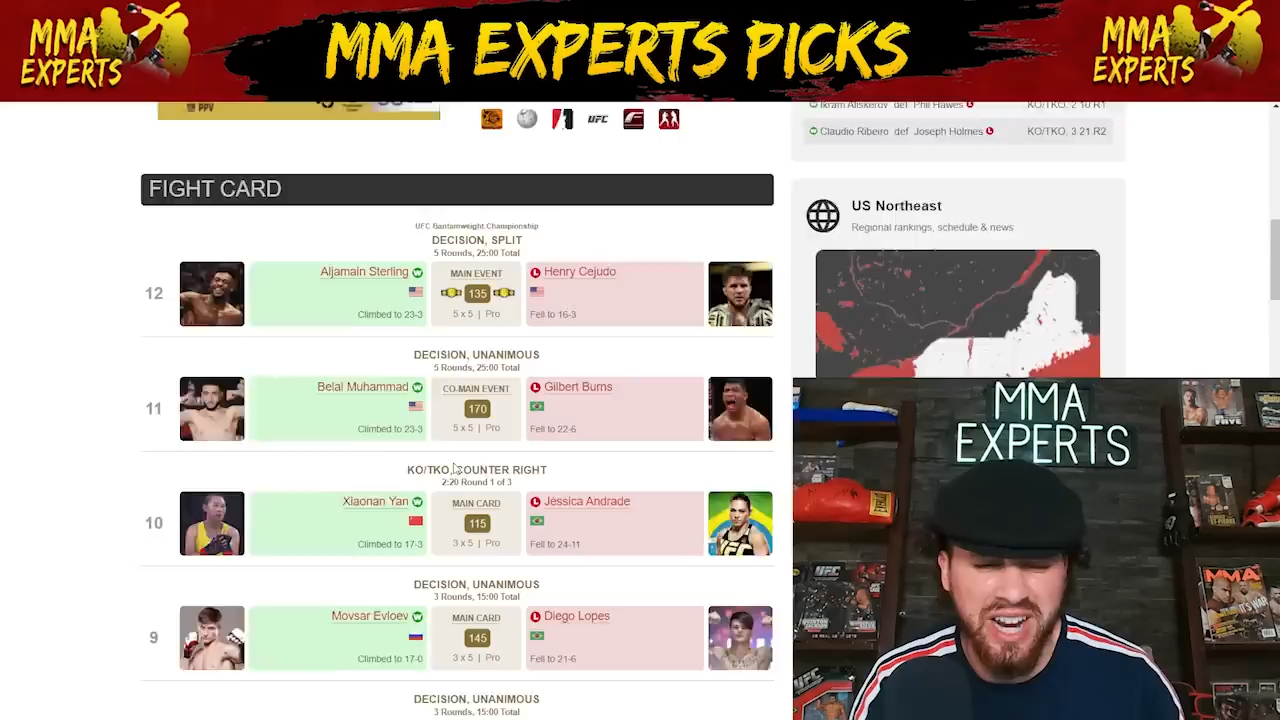 MMA EXPERTS
MMA EXPERTS PICKS
MMA EXPERTS
PPV
UFC
Ikram Aliskerov def Phil Hawes L KO/TKO, 2:10 R1
Claudio Ribeiro def Joseph Holmes L KO/TKO, 3:21 R2
FIGHT CARD
US Northeast
Regional rankings, schedule & news
UFC Bantamweight Championship
DECISION, SPLIT
5 Rounds, 25:00 Total
12
Aljamain Sterling W
MAIN EVENT
L Henry Cejudo
135
Climbed to 23-3
5 x 5 | Pro
Fell to 16-3
DECISION, UNANIMOUS
5 Rounds, 25:00 Total
11
Belal Muhammad W
CO-MAIN EVENT
L Gilbert Burns
170
Climbed to 23-3
5 x 5 | Pro
Fell to 22-6
KO/TKO, COUNTER RIGHT
2:20 Round 1 of 3
10
Xiaonan Yan W
MAIN CARD
L Jéssica Andrade
115
Climbed to 17-3
3 x 5 | Pro
Fell to 24-11
DECISION, UNANIMOUS
3 Rounds, 15:00 Total
9
Movsar Evloev W
MAIN CARD
L Diego Lopes
145
Climbed to 17-0
3 x 5 | Pro
Fell to 21-6
DECISION, UNANIMOUS
3 Rounds, 15:00 Total
MMA
EXPERTS
UFC
MMA
UFC